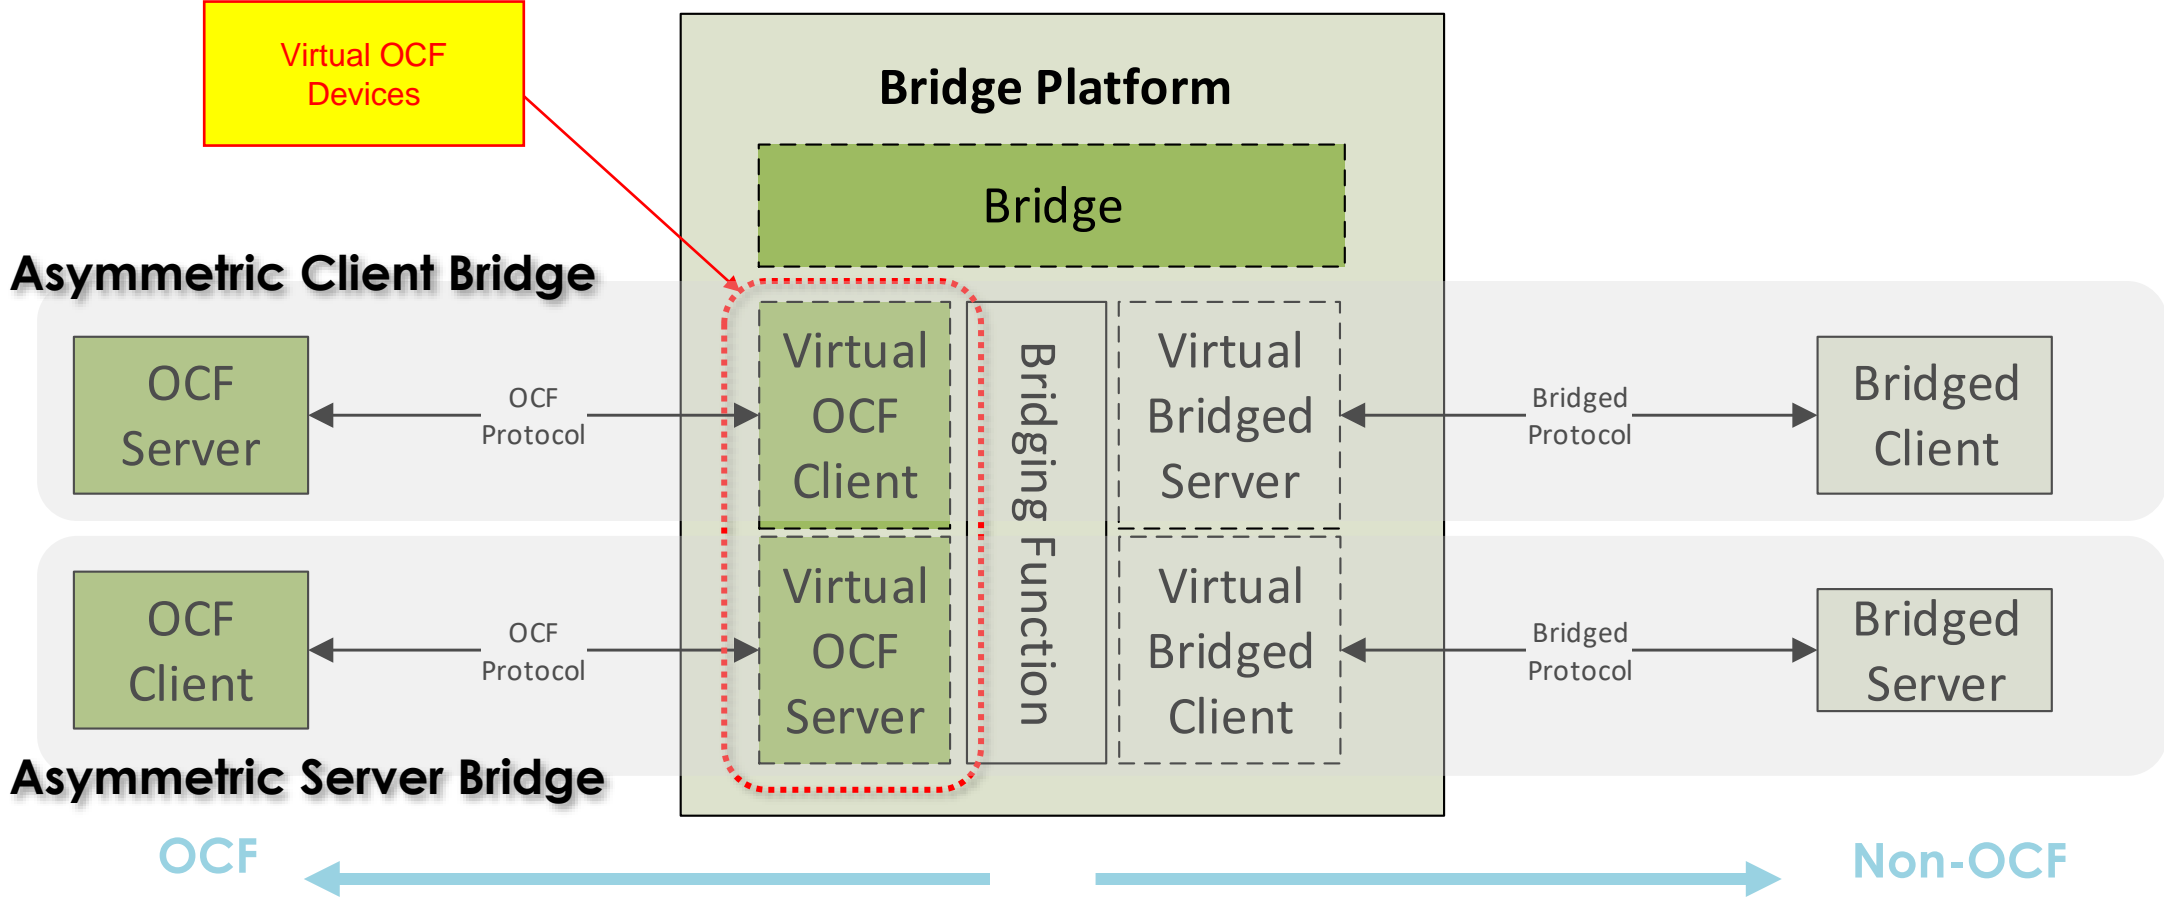 Virtual OCF
Devices
Bridge Platform
Bridge
Asymmetric Client Bridge
OCF
Server
OCF
Protocol
Virtual
OCF
Client
Bridging Function
Virtual
Bridged
Server
Bridged
Protocol
Bridged
Client
OCF
Client
OCF
Protocol
Virtual
OCF
Server
Virtual
Bridged
Client
Bridged
Protocol
Bridged
Server
Asymmetric Server Bridge
OCF
Non-OCF